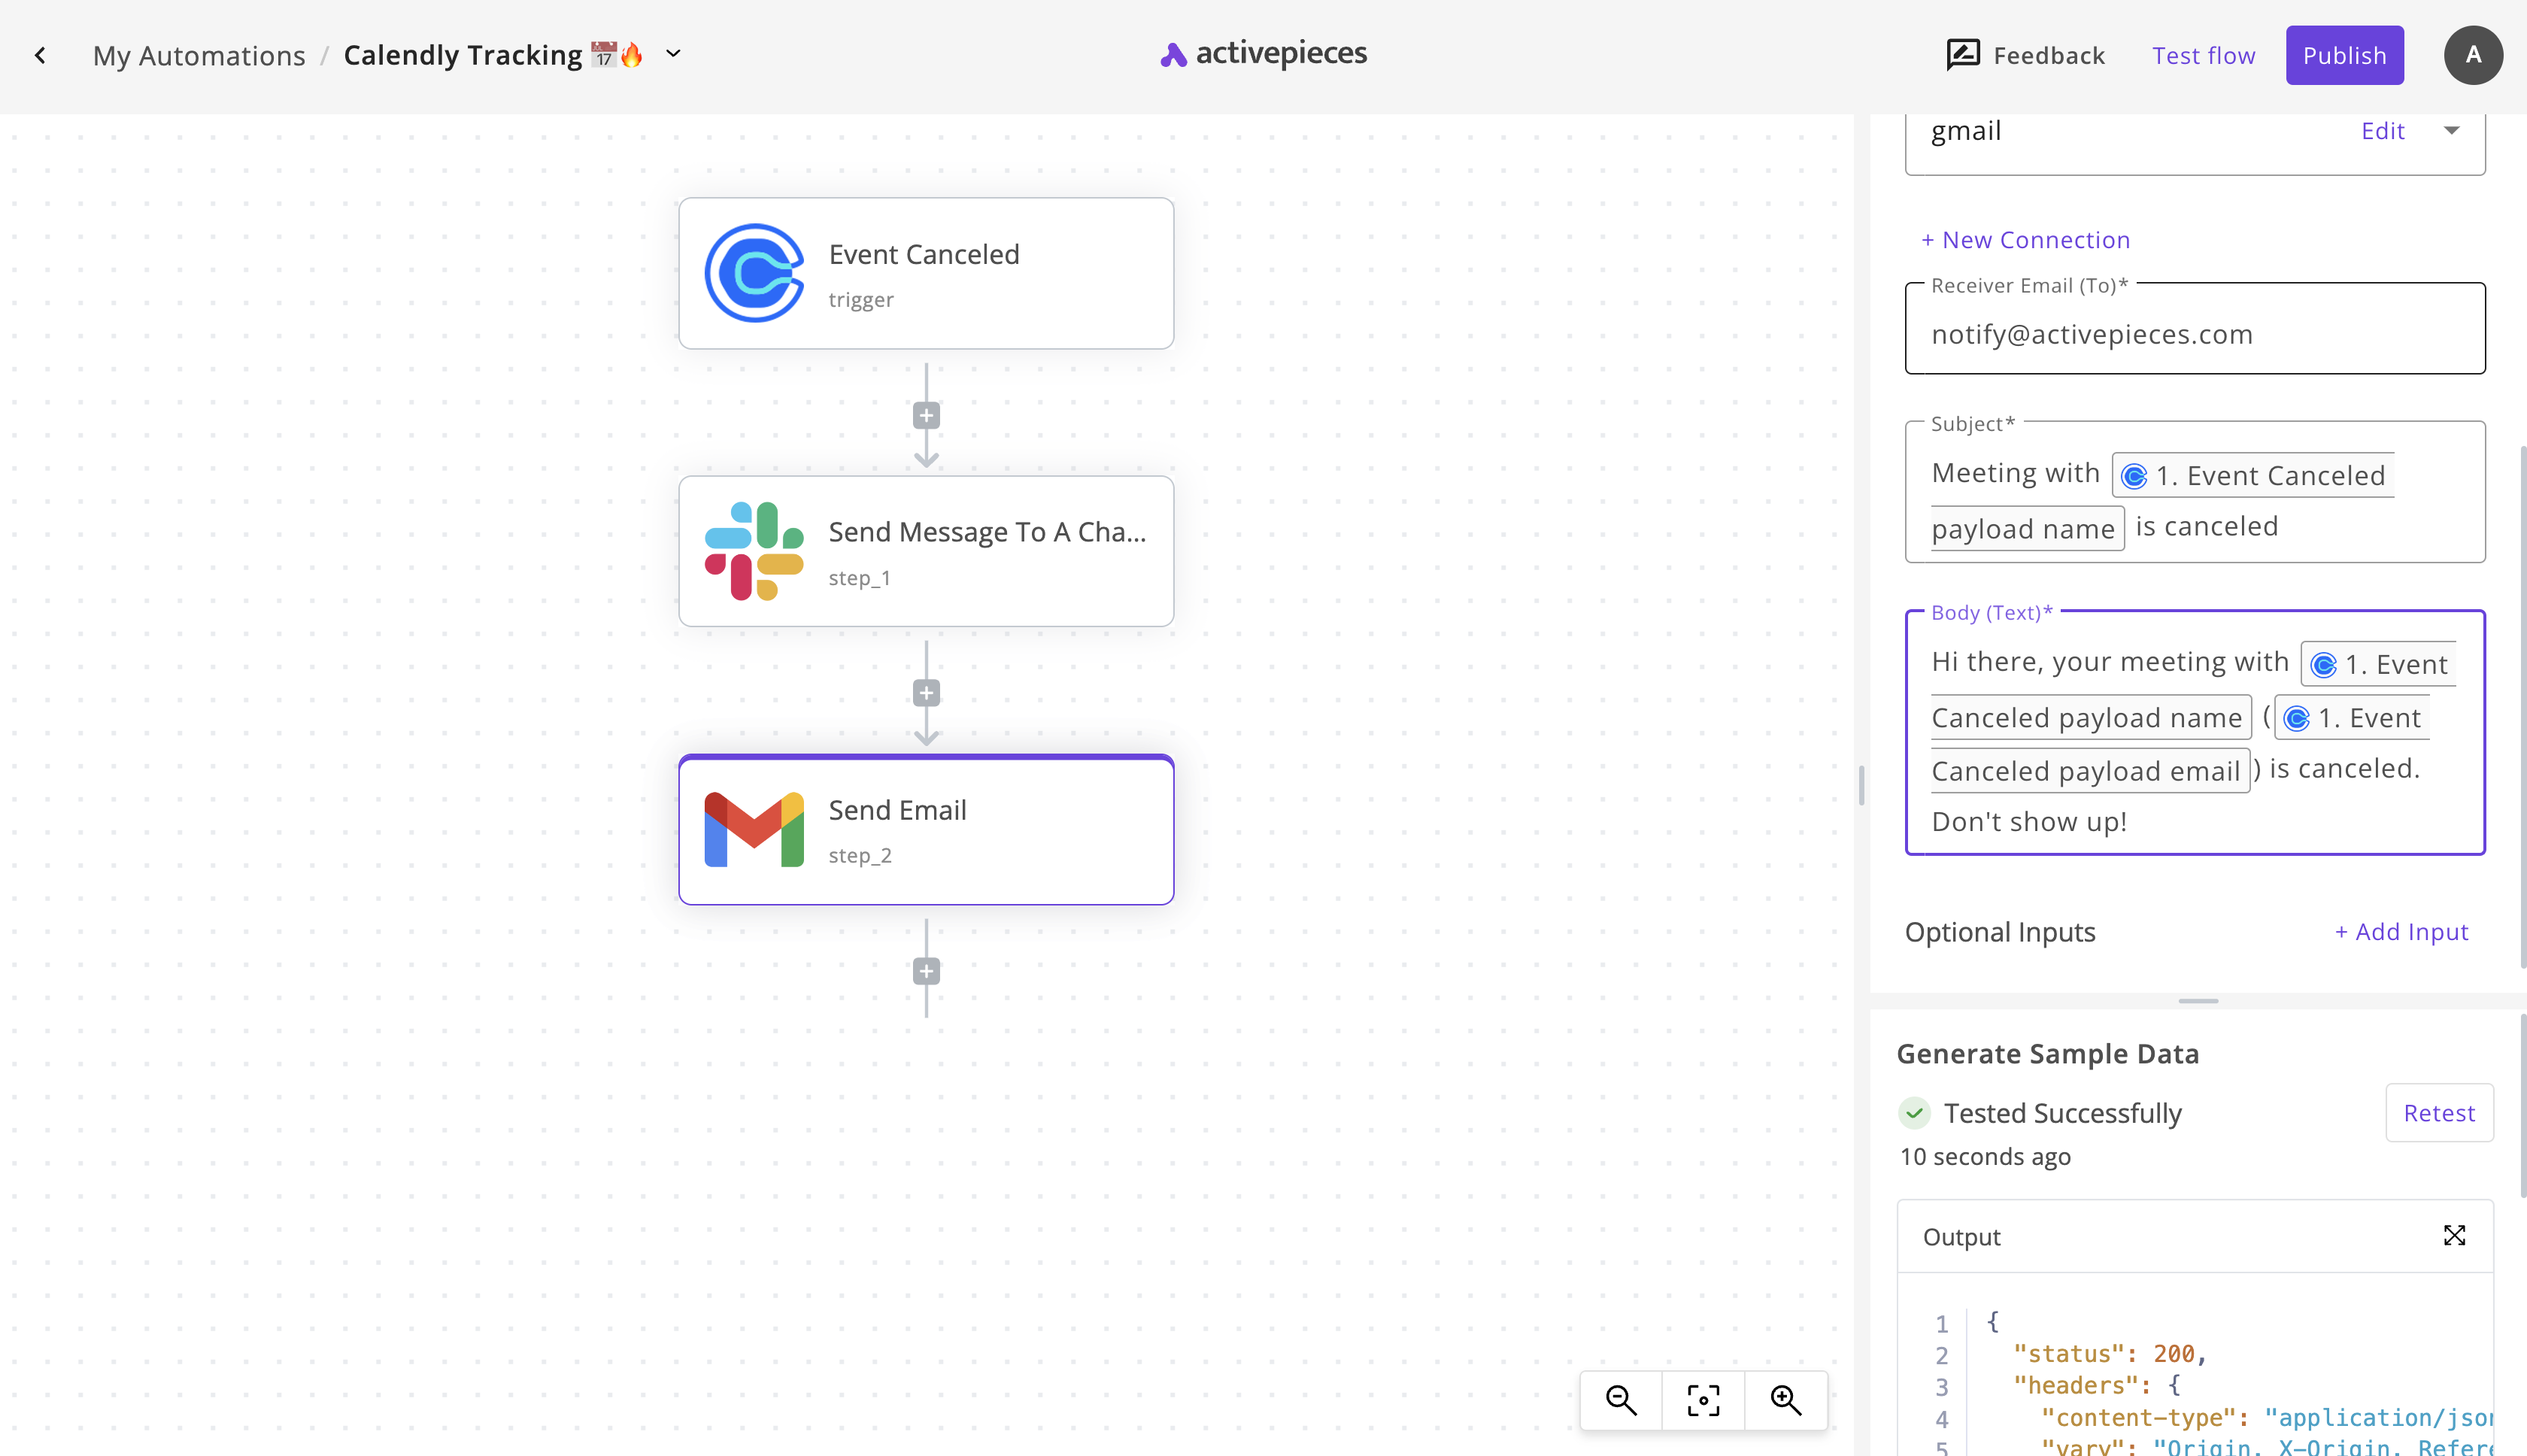 My Automations / Calendly Tracking 📅🔥
activepieces
Feedback
Test flow
Publish
A
Event Canceled
trigger
Send Message To A Cha...
step_1
Send Email
step_2
gmail
Edit
+ New Connection
Receiver Email (To)*
notify@activepieces.com
Subject*
Meeting with 1. Event Canceled
payload name is canceled
Body (Text)*
Hi there, your meeting with 1. Event
Canceled payload name ( 1. Event
Canceled payload email ) is canceled.
Don't show up!
Optional Inputs
+ Add Input
Generate Sample Data
Tested Successfully
Retest
10 seconds ago
Output
1 {
2 "status": 200,
3 "headers": {
4 "content-type": "application/jso
5 "vary": "Origin, X-Origin, Refere